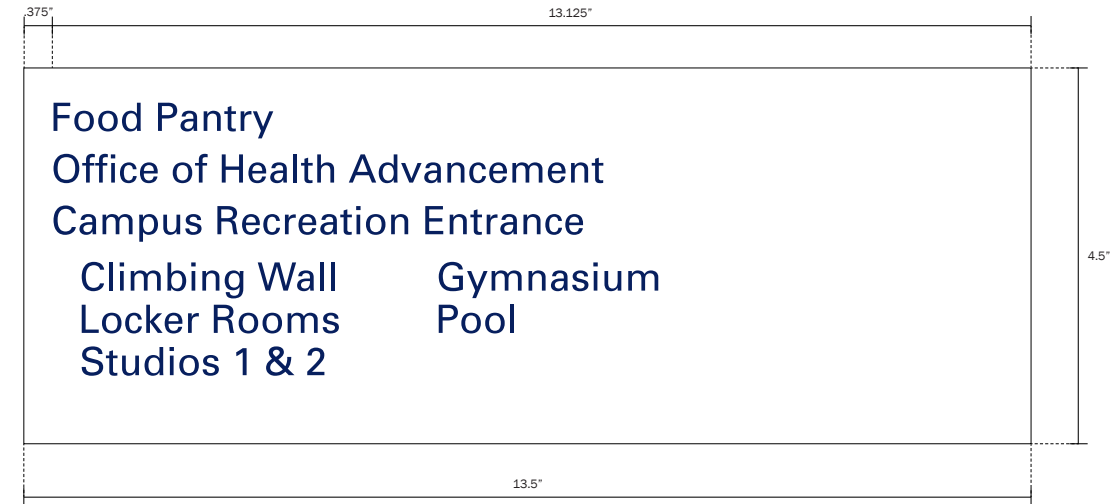 .375” 13.125”
Food Pantry
Office of Health Advancement
Campus Recreation Entrance
Climbing Wall Gymnasium
Locker Rooms Pool
Studios 1 & 2
4.5”
13.5”